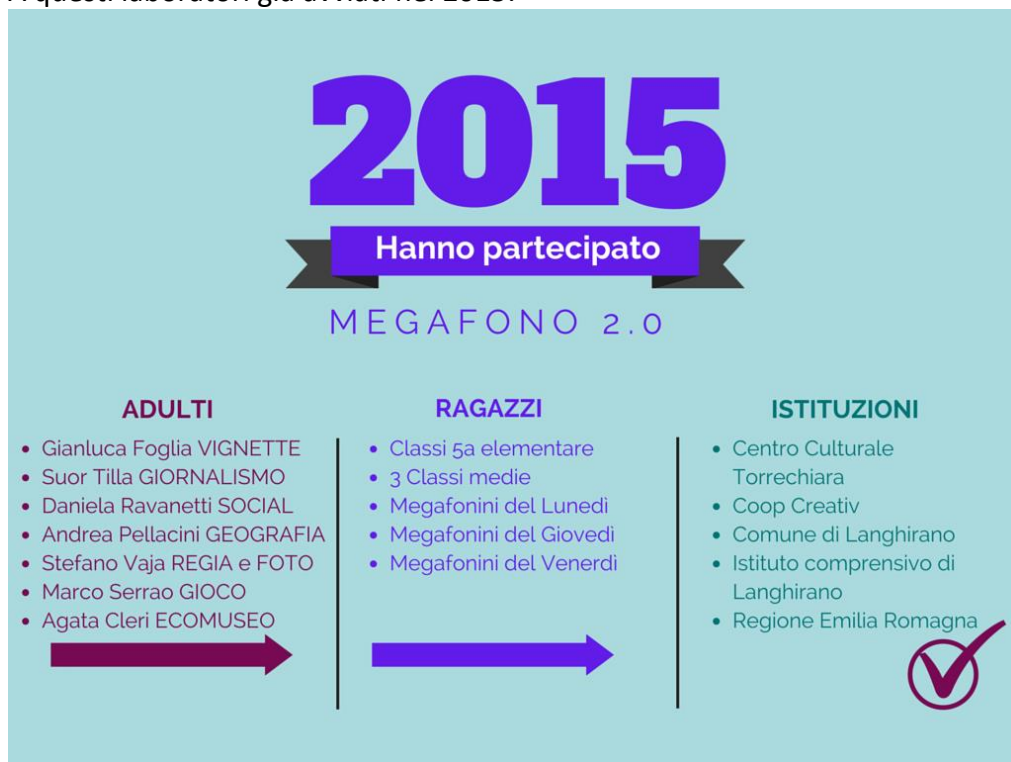 A questi laboratori già avviati nel 2015:
2015
Hanno partecipato
MEGAFONO 2.0
ADULTI
• Gianluca Foglia VIGNETTE
• Suor Tilla GIORNALISMO
• Daniela Ravanetti SOCIAL
• Andrea Pellacini GEOGRAFIA
• Stefano Vaja REGIA e FOTO
• Marco Serrao GIOCO
• Agata Cleri ECOMUSEO
RAGAZZI
• Classi 5a elementare
• 3 Classi medie
• Megafonini del Lunedì
• Megafonini del Giovedì
• Megafonini del Venerdì
ISTITUZIONI
• Centro Culturale
Torrechiara
• Coop Creativ
• Comune di Langhirano
• Istituto comprensivo di
Langhirano
• Regione Emilia Romagna